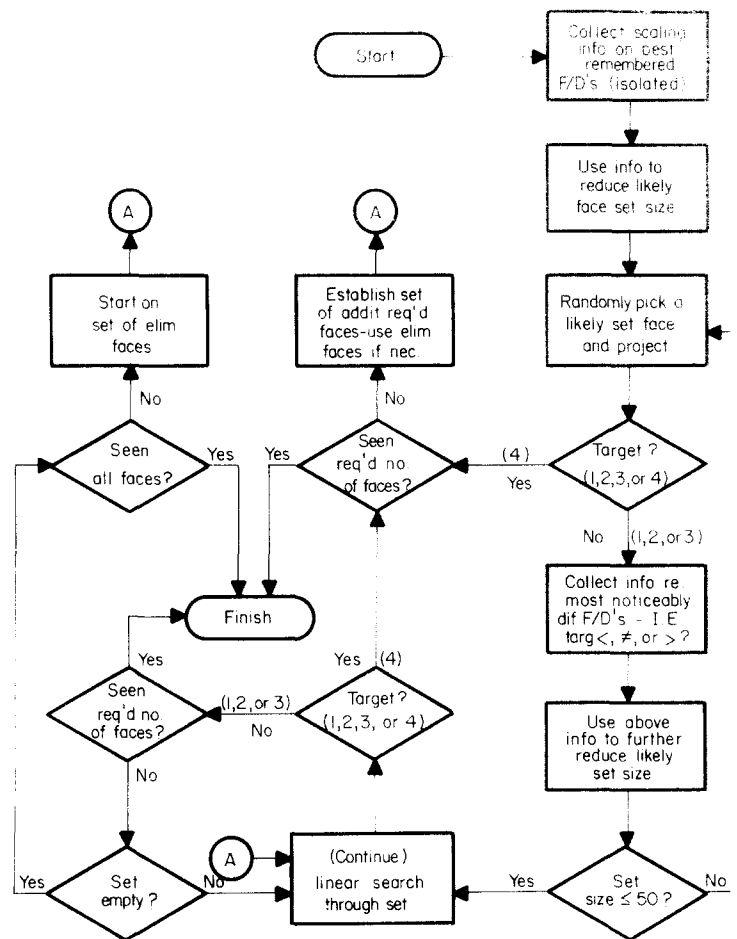 Start
Collect scaling
info on best
remembered
F/D's (isolated)
Use info to
reduce likely
face set size
A
A
Start on
set of elim
faces
Establish set
of addit req'd
faces-use elim
faces if nec.
Randomly pick a
likely set face
and project
No
No
Seen
all faces?
Yes
Yes
Seen
req'd no.
of faces?
(4)
Yes
Target?
(1,2,3, or 4)
No (1,2, or 3)
Finish
Collect info re.
most noticeably
dif F/D's - I.E
targ <, ≠, or > ?
Yes
Yes (4)
Seen
req'd no.
of faces?
(1,2, or 3)
No
Target?
(1,2,3, or 4)
Use above
info to further
reduce likely
set size
No
A
Yes
Set
empty?
No
(Continue)
linear search
through set
Yes
Set
size ≤ 50?
No